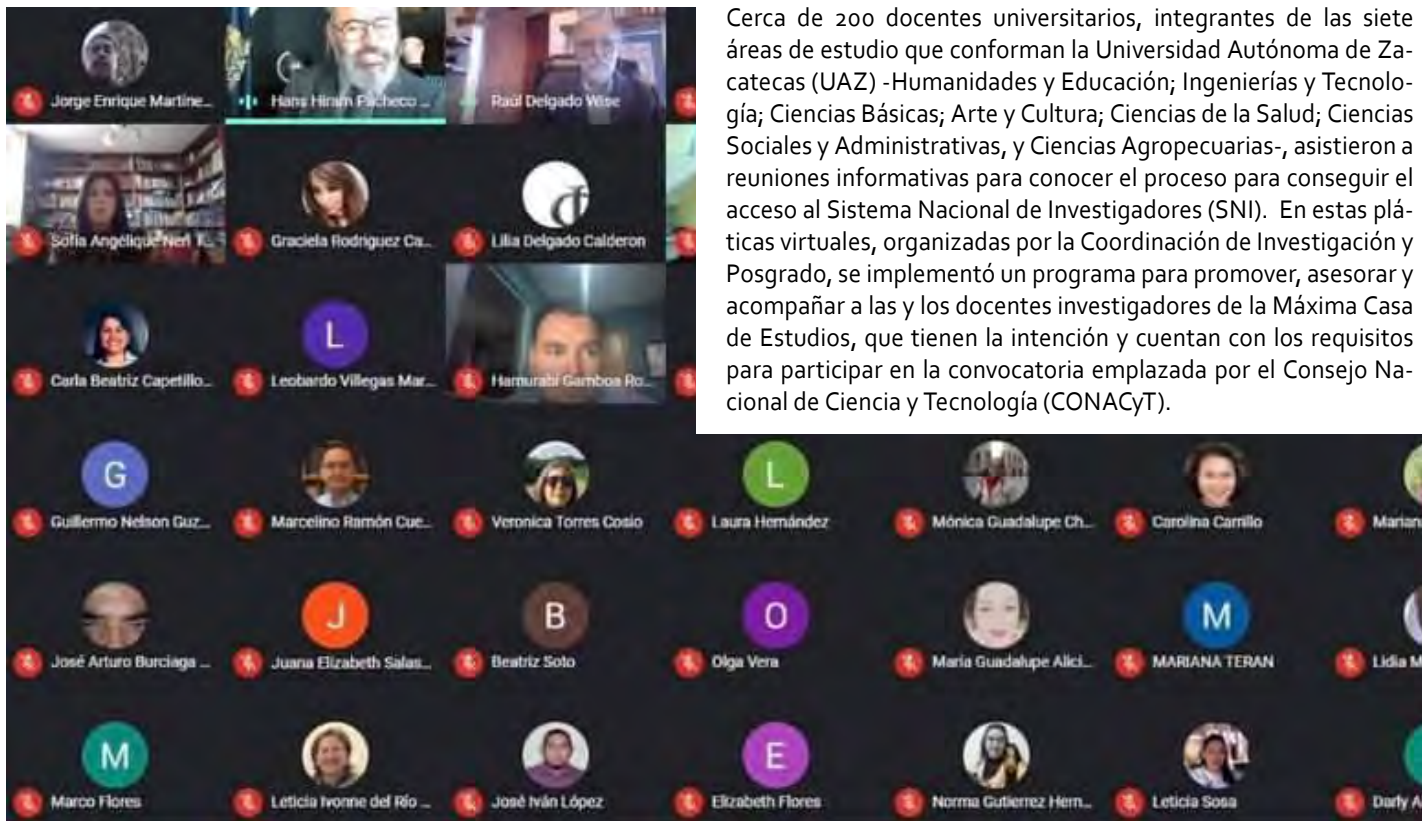 Cerca de 200 docentes universitarios, integrantes de las siete
áreas de estudio que conforman la Universidad Autónoma de Za-
catecas (UAZ) -Humanidades y Educación; Ingenierías y Tecnolo-
gía; Ciencias Básicas; Arte y Cultura; Ciencias de la Salud; Ciencias
Sociales y Administrativas, y Ciencias Agropecuarias-, asistieron a
reuniones informativas para conocer el proceso para conseguir el
acceso al Sistema Nacional de Investigadores (SNI). En estas plá-
ticas virtuales, organizadas por la Coordinación de Investigación y
Posgrado, se implementó un programa para promover, asesorar y
acompañar a las y los docentes investigadores de la Máxima Casa
de Estudios, que tienen la intención y cuentan con los requisitos
para participar en la convocatoria emplazada por el Consejo Na-
cional de Ciencia y Tecnología (CONACyT).
Jorge Enrique Martíne...
Hans Hiram Pacheco ...
Raúl Delgado Wise
Sofía Angélique Neri T...
Graciela Rodriguez Ca...
Lilia Delgado Calderon
Carla Beatriz Capetillo...
L
Leobardo Villegas Mar...
Hamurabi Gamboa Ro...
G
Guillermo Nelson Guz...
Marcelino Ramón Cue...
Veronica Torres Cosio
L
Laura Hernández
Mónica Guadalupe Ch...
Carolina Carrillo
Marian
José Arturo Burciaga ...
J
Juana Elizabeth Salas...
B
Beatriz Soto
O
Olga Vera
María Guadalupe Alici...
M
MARIANA TERAN
Lidia M
M
Marco Flores
Leticia Ivonne del Río ...
José Iván López
E
Elizabeth Flores
Norma Gutierrez Hern...
Leticia Sosa
Darly A